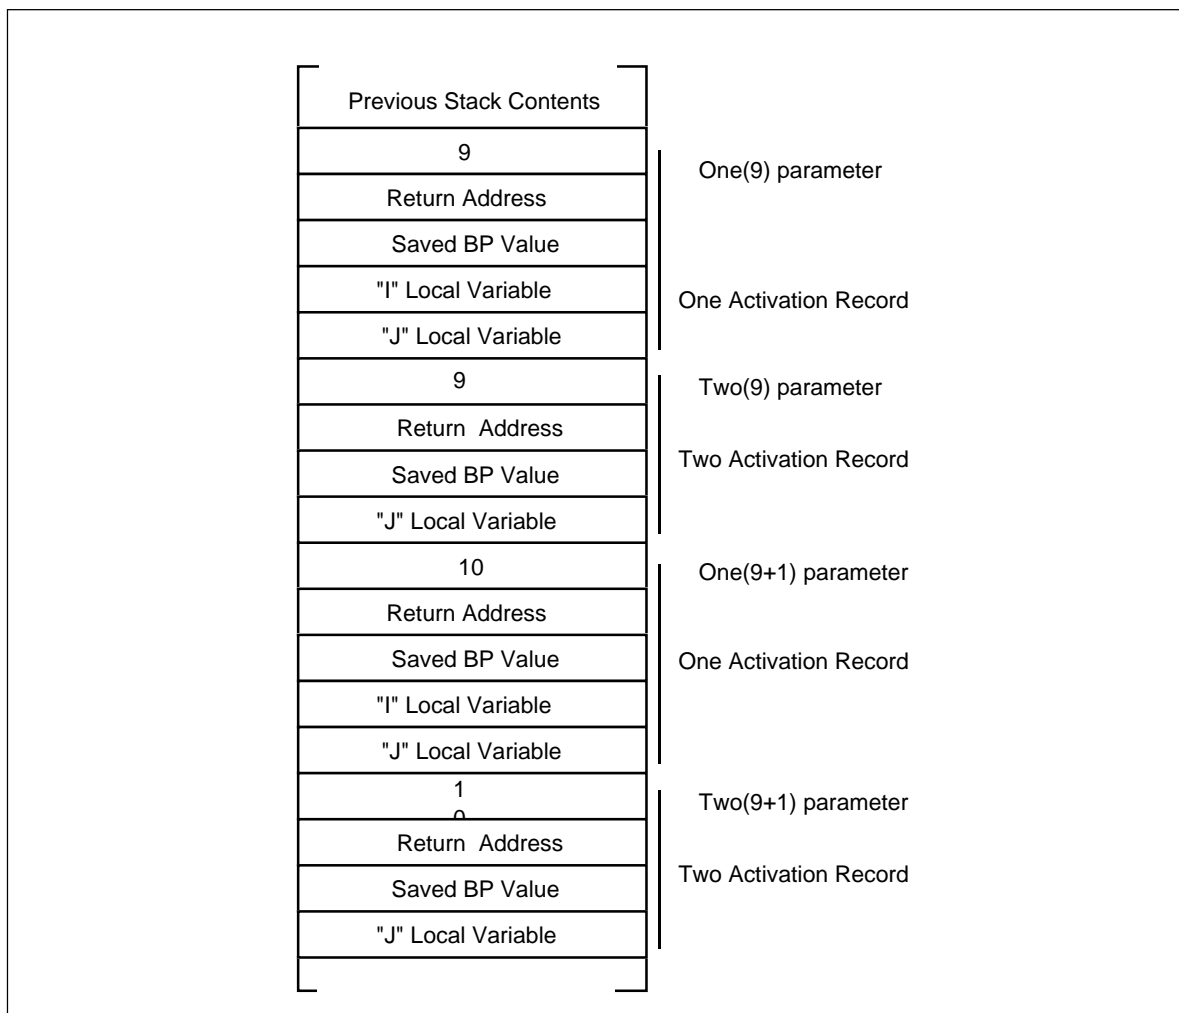 Previous Stack Contents
9
One(9) parameter
Return Address
Saved BP Value
"I" Local Variable
One Activation Record
"J" Local Variable
9
Two(9) parameter
Return  Address
Two Activation Record
Saved BP Value
"J" Local Variable
10
One(9+1) parameter
Return Address
Saved BP Value
One Activation Record
"I" Local Variable
"J" Local Variable
1
0
Two(9+1) parameter
Return  Address
Two Activation Record
Saved BP Value
"J" Local Variable